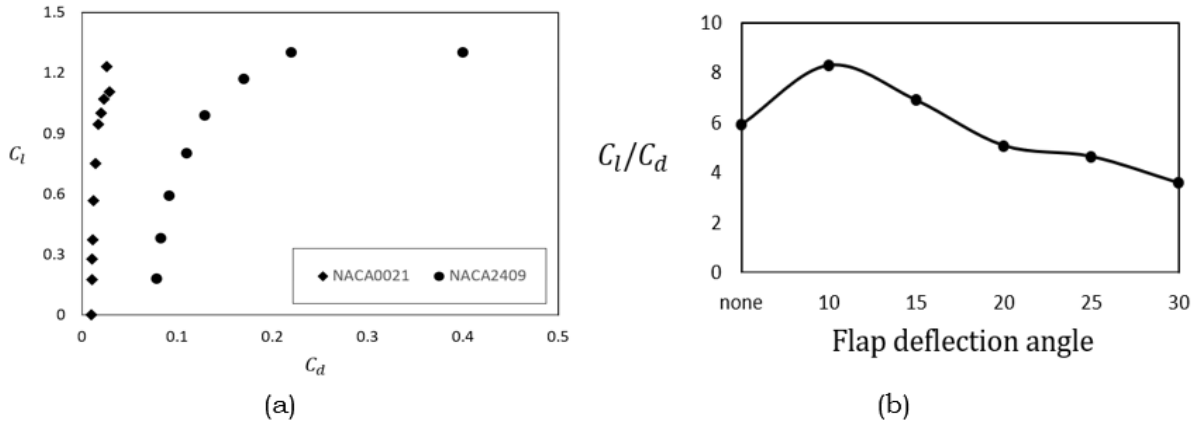 1.5
1.2
0.9
C_l
0.6
0.3
0
NACA0021 NACA2409
0 0.1 0.2 0.3 0.4 0.5
C_d
(a)
10
8
6
C_l/C_d
4
2
0
none 10 15 20 25 30
Flap deflection angle
(b)